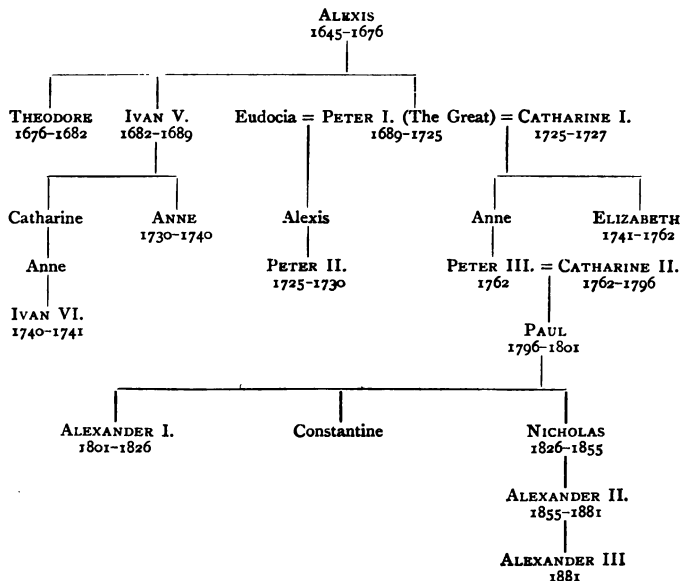 ALEXIS
1645–1676
THEODORE IVAN V. Eudocia = PETER I. (The Great) = CATHARINE I.
1676–1682 1682–1689 1689–1725 1725–1727
Catharine ANNE Alexis Anne ELIZABETH
1730–1740 1741–1762
Anne PETER II. PETER III. = CATHARINE II.
1725–1730 1762 1762–1796
IVAN VI.
1740–1741
PAUL
1796–1801
ALEXANDER I. Constantine NICHOLAS
1801–1826 1826–1855
ALEXANDER II.
1855–1881
ALEXANDER III
1881